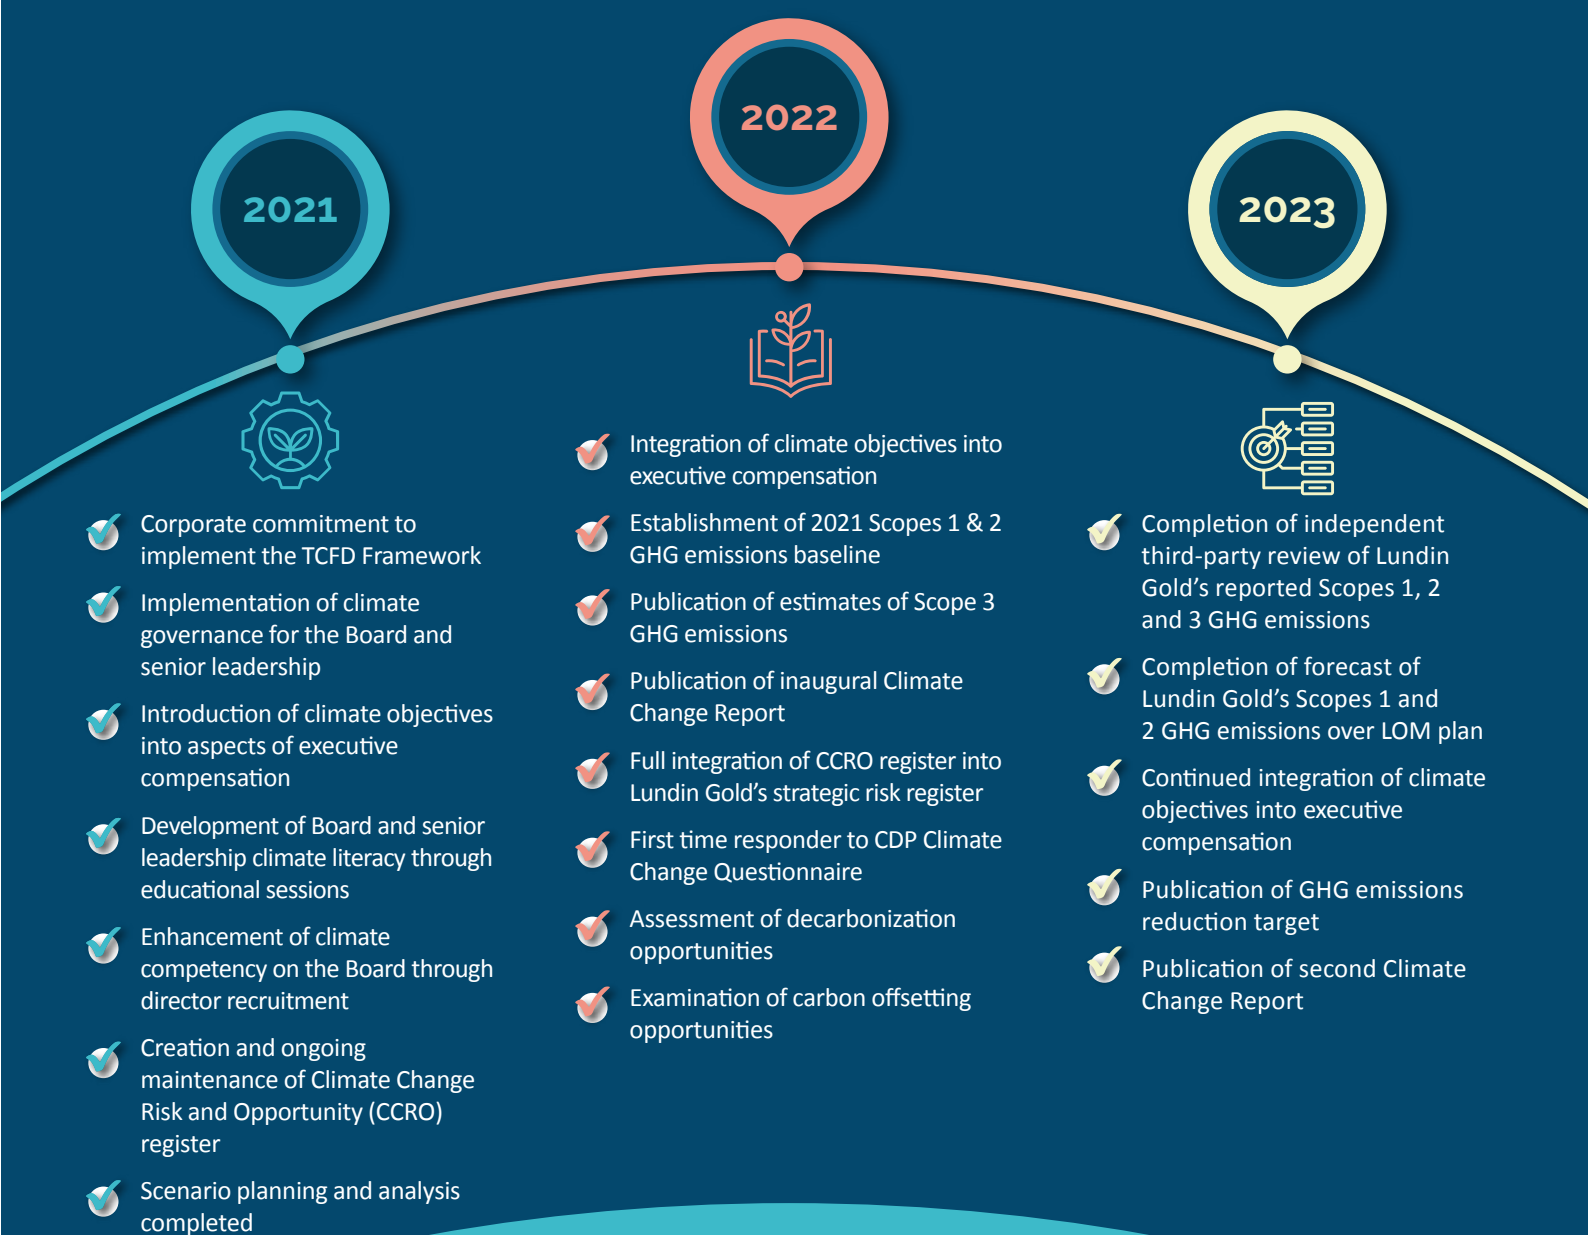 2021
Corporate commitment to
implement the TCFD Framework
Implementation of climate
governance for the Board and
senior leadership
Introduction of climate objectives
into aspects of executive
compensation
Development of Board and senior
leadership climate literacy through
educational sessions
Enhancement of climate
competency on the Board through
director recruitment
Creation and ongoing
maintenance of Climate Change
Risk and Opportunity (CCRO)
register
Scenario planning and analysis
completed
2022
Integration of climate objectives into
executive compensation
Establishment of 2021 Scopes 1 & 2
GHG emissions baseline
Publication of estimates of Scope 3
GHG emissions
Publication of inaugural Climate
Change Report
Full integration of CCRO register into
Lundin Gold’s strategic risk register
First time responder to CDP Climate
Change Questionnaire
Assessment of decarbonization
opportunities
Examination of carbon offsetting
opportunities
2023
Completion of independent
third-party review of Lundin
Gold’s reported Scopes 1, 2
and 3 GHG emissions
Completion of forecast of
Lundin Gold’s Scopes 1 and
2 GHG emissions over LOM plan
Continued integration of climate
objectives into executive
compensation
Publication of GHG emissions
reduction target
Publication of second Climate
Change Report